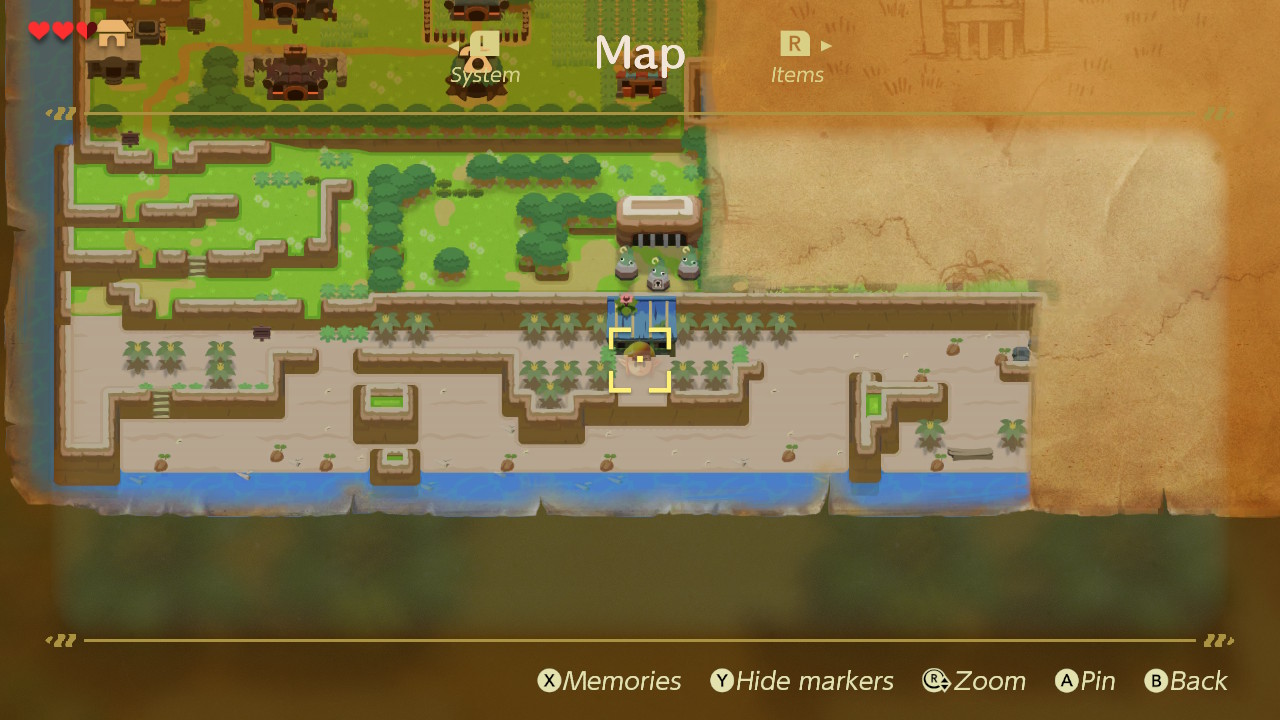 L
Map
R
System
Items
X Memories Y Hide markers R Zoom A Pin B Back